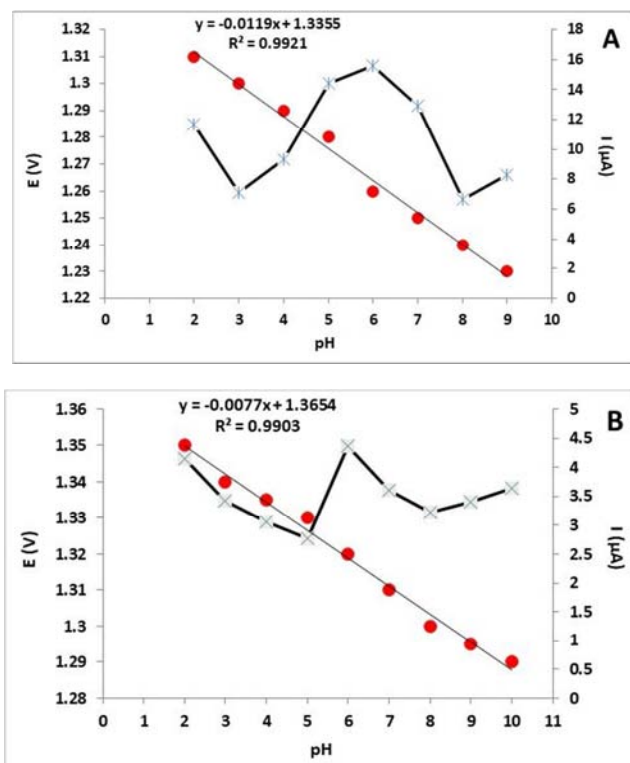 y = -0.0119x + 1.3355
R² = 0.9921
A
1.32
1.31
1.3
1.29
1.28
1.27
1.26
1.25
1.24
1.23
1.22
E (V)
18
16
14
12
10
8
6
4
2
0
I (µA)
0 1 2 3 4 5 6 7 8 9 10
pH
y = -0.0077x + 1.3654
R² = 0.9903
B
1.36
1.35
1.34
1.33
1.32
1.31
1.3
1.29
1.28
E (V)
5
4.5
4
3.5
3
2.5
2
1.5
1
0.5
0
I (µA)
0 1 2 3 4 5 6 7 8 9 10 11
pH